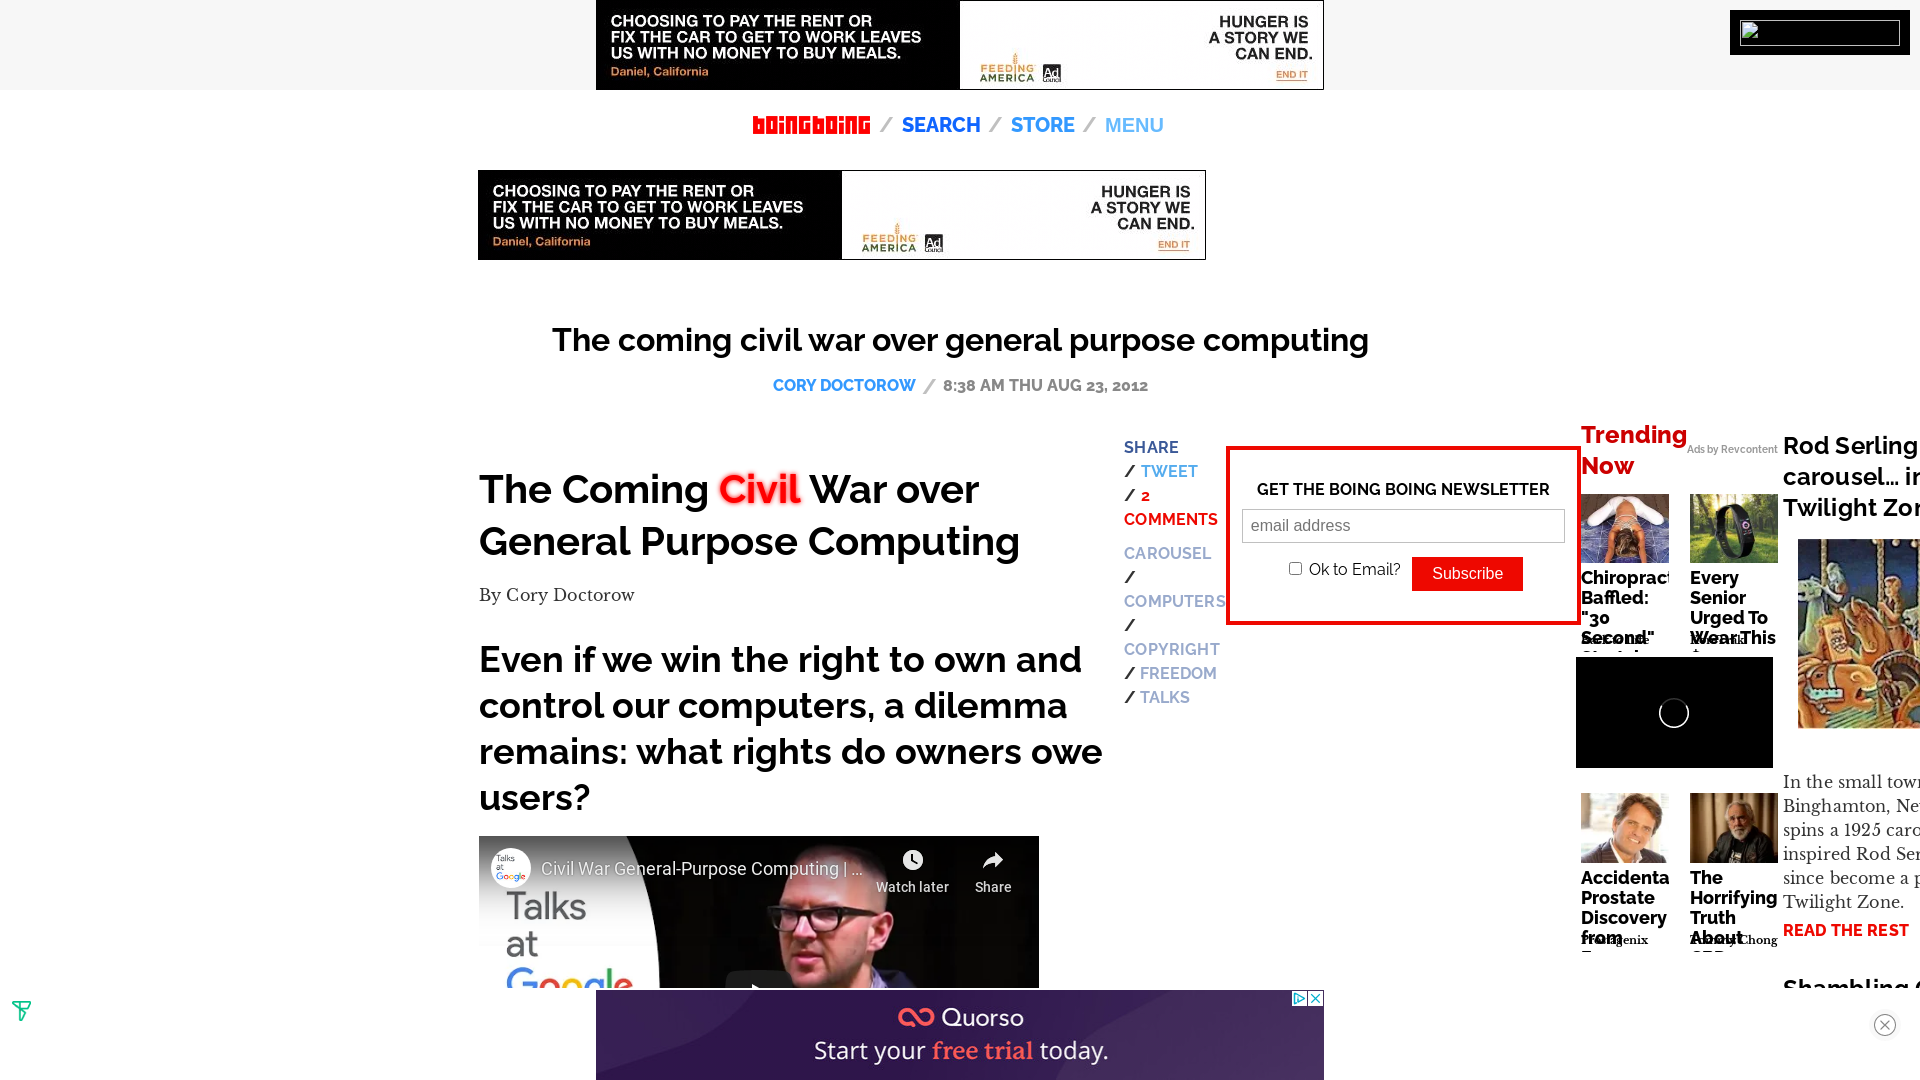 CHOOSING TO PAY THE RENT OR
FIX THE CAR TO GET TO WORK LEAVES
US WITH NO MONEY TO BUY MEALS.
Daniel, California
FEEDING
AMERICA
Ad
HUNGER IS
A STORY WE
CAN END.
END IT
boingboing / SEARCH / STORE / MENU
CHOOSING TO PAY THE RENT OR
FIX THE CAR TO GET TO WORK LEAVES
US WITH NO MONEY TO BUY MEALS.
Daniel, California
FEEDING
AMERICA
Ad
HUNGER IS
A STORY WE
CAN END.
END IT
The coming civil war over general purpose computing
CORY DOCTOROW / 8:38 AM THU AUG 23, 2012
The Coming Civil War over
General Purpose Computing
By Cory Doctorow
Even if we win the right to own and
control our computers, a dilemma
remains: what rights do owners owe
users?
Talks
at
Google
Civil War General-Purpose Computing | ...
Watch later
Share
Talks
at
Google
SHARE
/ TWEET
/ 2
COMMENTS
CAROUSEL
/
COMPUTERS
/
COPYRIGHT
/ FREEDOM
/ TALKS
GET THE BOING BOING NEWSLETTER
email address
Ok to Email?
Subscribe
Trending
Now
Ads by Revcontent
Chiropract
Baffled:
"30
Second"
Every
Senior
Urged To
Wear This
Accidenta
Prostate
Discovery
from
Prostagenix
The
Horrifying
Truth
About
Tommy Chong
Rod Serling
carousel... in
Twilight Zon
In the small town
Binghamton, Ne
spins a 1925 caro
inspired Rod Ser
since become a p
Twilight Zone.
READ THE REST
Shambling
Quorso
Start your free trial today.